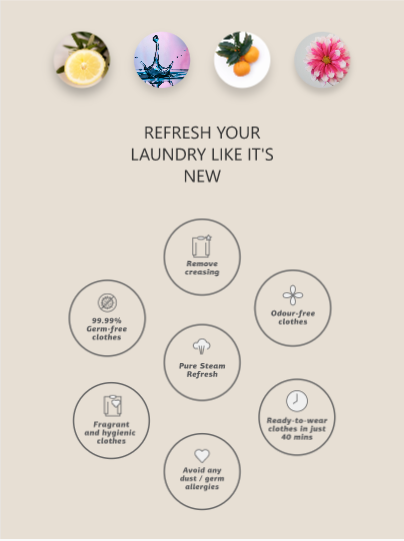 REFRESH YOUR
LAUNDRY LIKE IT'S
NEW
Remove
creasing
99.99%
Germ-free
clothes
Odour-free
clothes
Pure Steam
Refresh
Fragrant
and hygienic
clothes
Ready-to-wear
clothes in just
40 mins
Avoid any
dust / germ
allergies